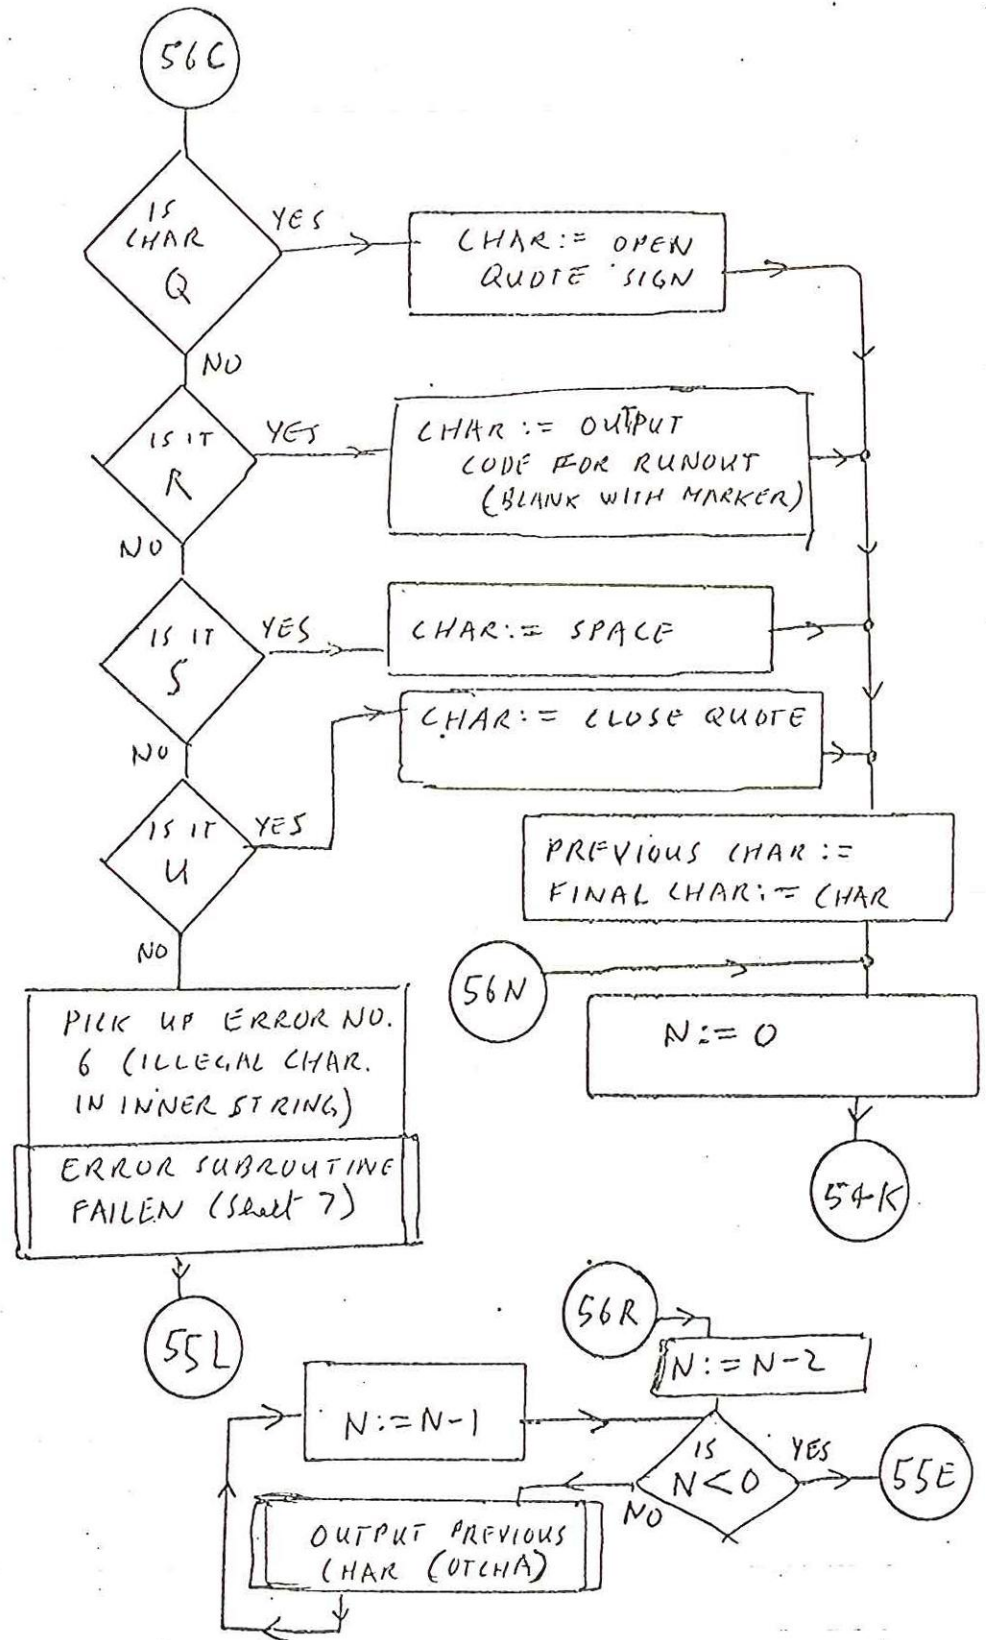 56C
IS
CHAR
Q
YES
CHAR:= OPEN
QUOTE SIGN
NO
IS IT
R
YES
CHAR := OUTPUT
CODE FOR RUNOUT
(BLANK WITH MARKER)
NO
IS IT
S
YES
CHAR:= SPACE
NO
CHAR:= CLOSE QUOTE
IS IT
U
YES
PREVIOUS CHAR :=
FINAL CHAR:= CHAR
NO
56N
N:= 0
PICK UP ERROR NO.
6 (ILLEGAL CHAR.
IN INNER STRING)
ERROR SUBROUTINE
FAILEN (Sheet 7)
54K
55L
56R
N:=N-2
N:=N-1
IS
N<0
YES
55E
NO
OUTPUT PREVIOUS
CHAR (OTCHA)